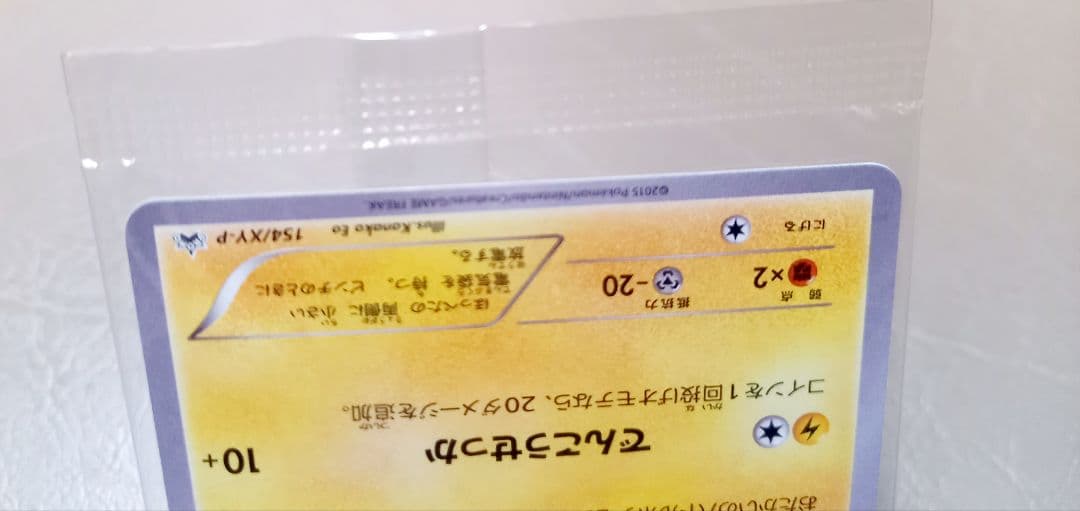 でんこうせっか 10+
コインを1回投げオモテなら、20ダメージを追加。
弱点 ×2 抵抗力 -20
にげる
ほっぺたの 両側に 小さい
電気袋を 持つ。 ピンチのときに
放電する。
Illus. Kanako Eo 154/XY-P
©2015 Pokémon/Nintendo/Creatures/GAME FREAK.